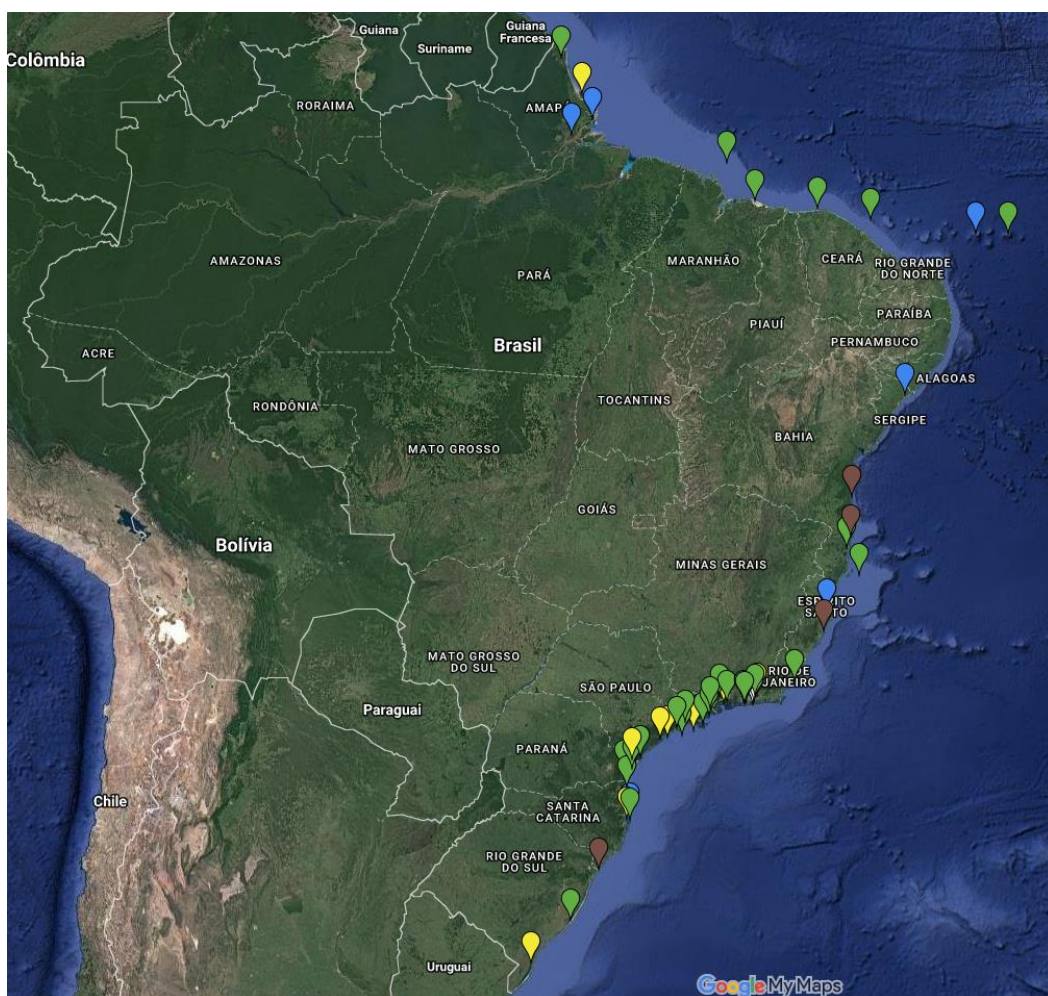 Guiana
Guiana
Francesa
Suriname
Colômbia
RORAIMA
AMAPÁ
AMAZONAS
PARÁ
MARANHÃO
CEARÁ
RIO GRANDE
DO NORTE
PARAÍBA
PIAUÍ
PERNAMBUCO
ACRE
Brasil
ALAGOAS
TOCANTINS
RONDÔNIA
SERGIPE
BAHIA
MATO GROSSO
GOIÁS
Bolívia
MINAS GERAIS
ESPÍRITO
SANTO
MATO GROSSO
DO SUL
SÃO PAULO
RIO DE
JANEIRO
Paraguai
PARANÁ
Chile
SANTA
CATARINA
RIO GRANDE
DO SUL
Uruguai
Google My Maps